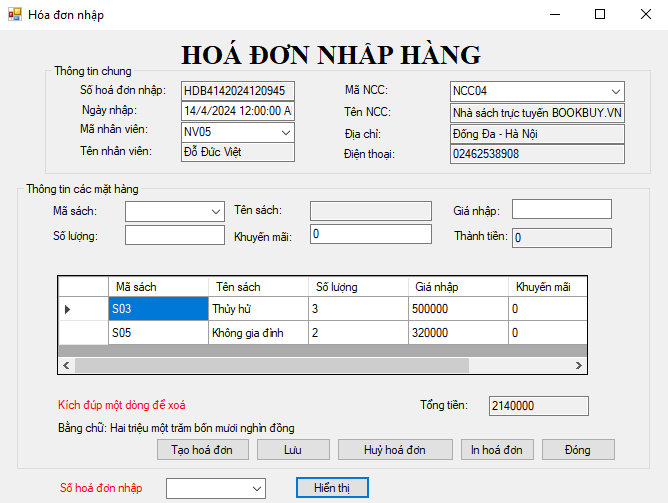 Hóa đơn nhập
HOÁ ĐƠN NHẬP HÀNG
Thông tin chung
Số hoá đơn nhập: HDB4142024120945 Mã NCC: NCC04
Ngày nhập: 14/4/2024 12:00:00 A Tên NCC: Nhà sách trực tuyến BOOKBUY.VN
Mã nhân viên: NV05 Địa chỉ: Đống Đa - Hà Nội
Tên nhân viên: Đỗ Đức Việt Điện thoại: 02462538908
Thông tin các mặt hàng
Mã sách: Tên sách: Giá nhập:
Số lượng: Khuyến mãi: 0 Thành tiền: 0
Mã sách Tên sách Số lượng Giá nhập Khuyến mãi
S03 Thủy hử 3 500000 0
S05 Không gia đình 2 320000 0
Kích đúp một dòng để xoá Tổng tiền: 2140000
Bằng chữ: Hai triệu một trăm bốn mươi nghìn đồng
Tạo hoá đơn Lưu Huỷ hoá đơn In hoá đơn Đóng
Số hoá đơn nhập Hiển thị